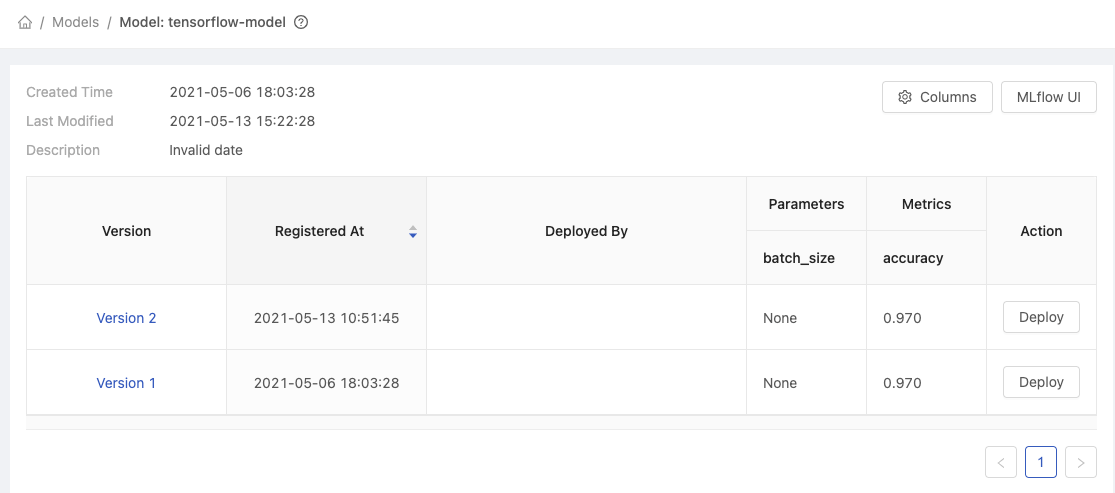 / Models / Model: tensorflow-model
Created Time 2021-05-06 18:03:28
Columns MLflow UI
Last Modified 2021-05-13 15:22:28
Description Invalid date
Version Registered At Deployed By Parameters Metrics Action
batch_size accuracy
Version 2 2021-05-13 10:51:45 None 0.970 Deploy
Version 1 2021-05-06 18:03:28 None 0.970 Deploy
< 1 >